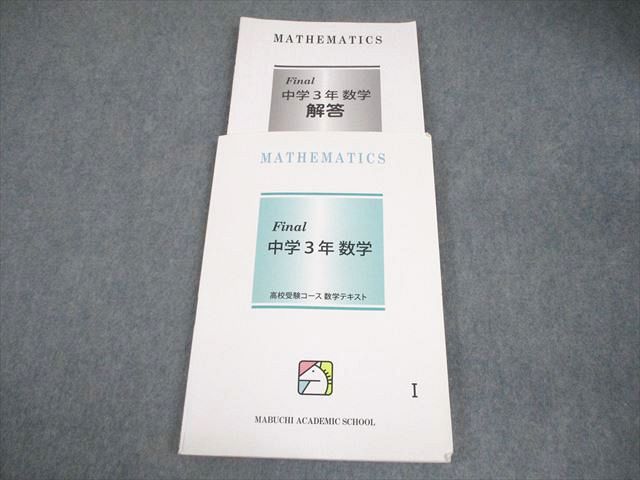 MATHEMATICS
Final
中学3年 数学
解答
MATHEMATICS
Final
中学3年 数学
高校受験コース 数学テキスト
I
MABUCHI ACADEMIC SCHOOL